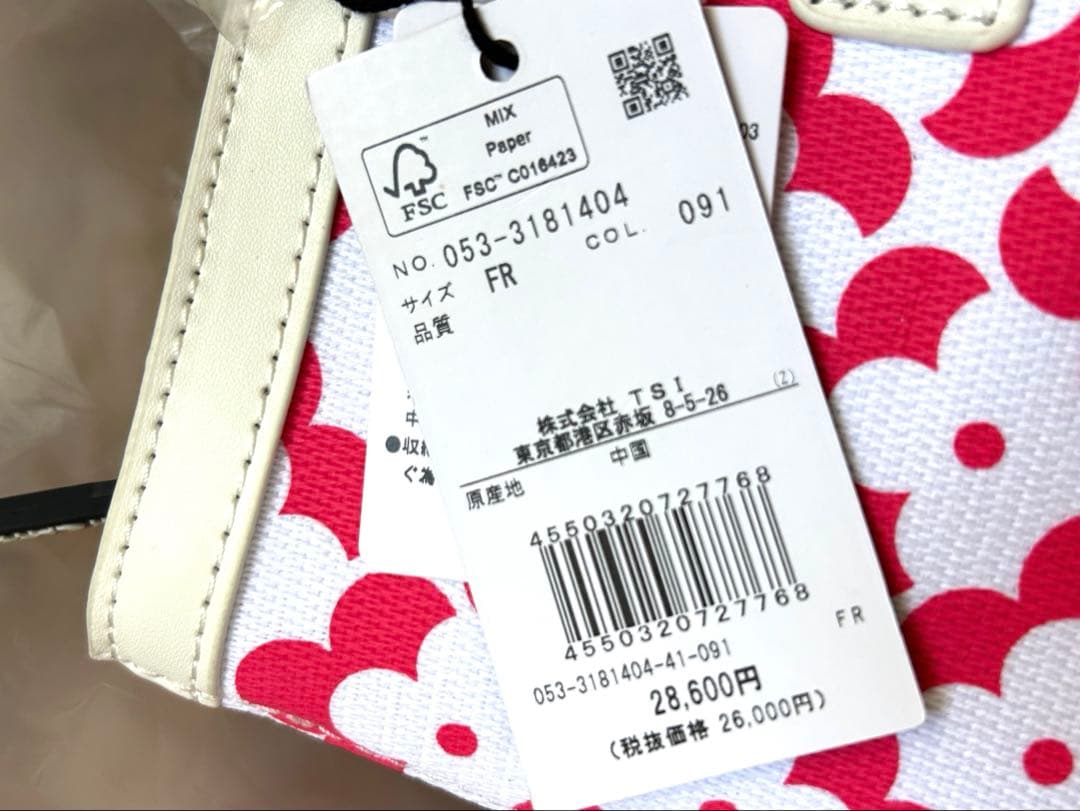 MIX
Paper
FSC™ C016423
FSC
NO. 053-3181404
COL. 091
サイズ FR
品質
株式会社 TSI
東京都港区赤坂 8-5-26
(Z)
原産地 中国
4550320727768
4550320727768
FR
053-3181404-41-091
28,600円
(税抜価格 26,000円)
●収
ぐ